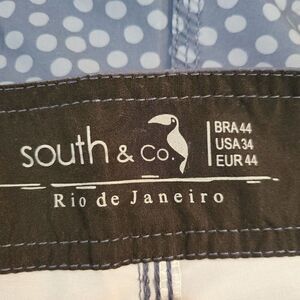 south & Co.
BRA 44
USA 34
EUR 44
Rio de Janeiro